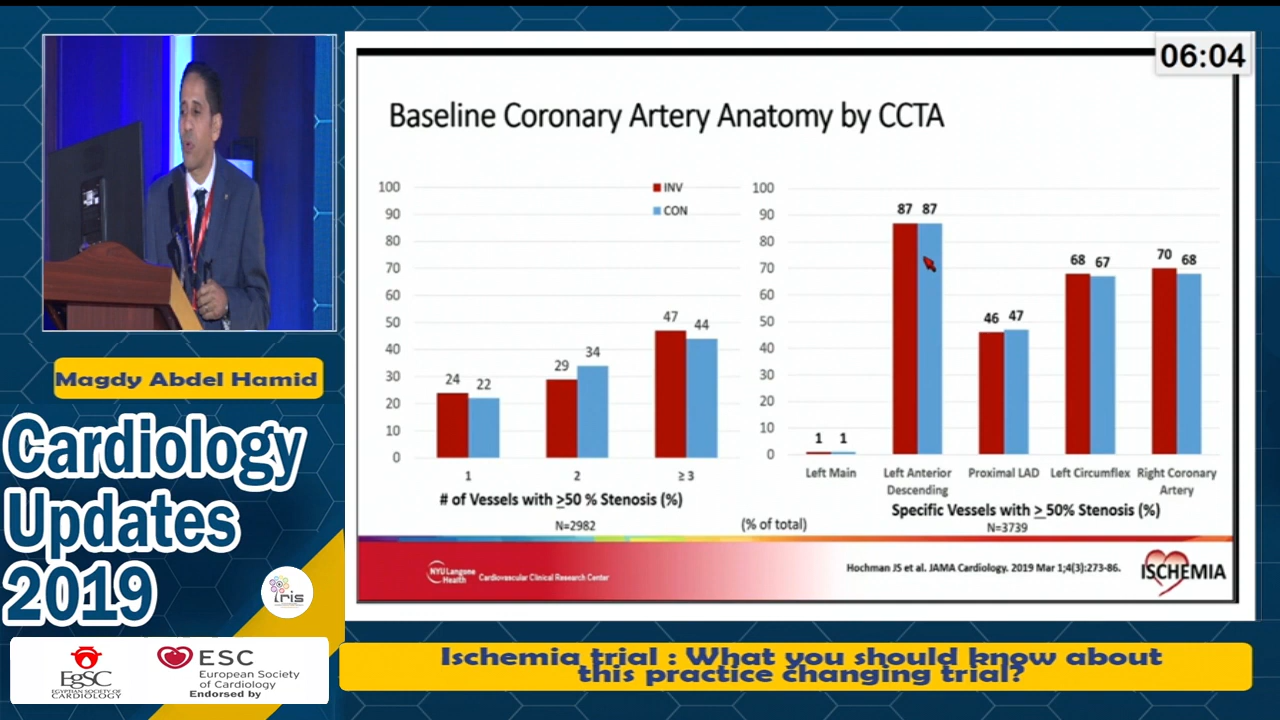 06:04
Baseline Coronary Artery Anatomy by CCTA
100
90
80
70
60
50
40
30
20
10
0
INV
CON
24
22
29
34
47
44
1
2
≥ 3
# of Vessels with >50 % Stenosis (%)
N=2982
(% of total)
100
90
80
70
60
50
40
30
20
10
0
1
1
87
87
46
47
68
67
70
68
Left Main
Left Anterior
Descending
Proximal LAD
Left Circumflex
Right Coronary
Artery
Specific Vessels with > 50% Stenosis (%)
N=3739
NYU Langone
Health
Cardiovascular Clinical Research Center
Hochman JS et al. JAMA Cardiology. 2019 Mar 1;4(3):273-86.
ISCHEMIA
Magdy Abdel Hamid
Cardiology
Updates
2019
iris
EgSC
EGYPTIAN SOCIETY OF
CARDIOLOGY
ESC
European Society
of Cardiology
Endorsed by
Ischemia trial : What you should know about
this practice changing trial?